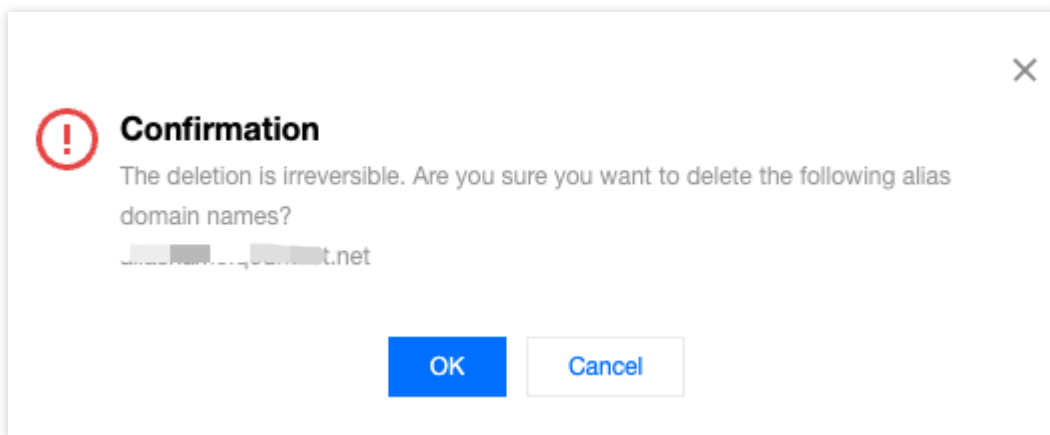 Confirmation
The deletion is irreversible. Are you sure you want to delete the following alias
domain names?
.net
OK
Cancel